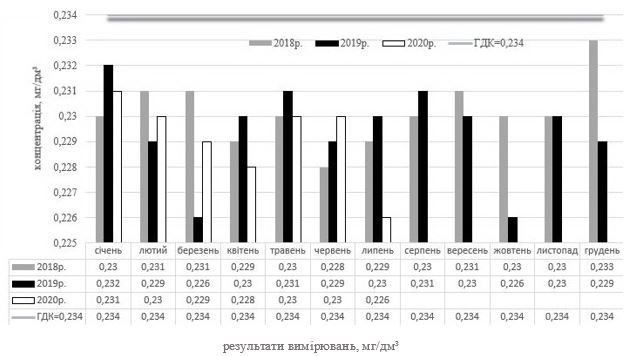 0,234
0,233
0,232
0,231
0,23
0,229
0,228
0,227
0,226
0,225
концентрація, мг/дм³
2018р. 2019р. 2020р. ГДК=0,234
січень лютий березень квітень травень червень липень серпень вересень жовтень листопад грудень
2018р. 0,23 0,231 0,231 0,229 0,23 0,228 0,229 0,23 0,231 0,23 0,23 0,233
2019р. 0,232 0,229 0,226 0,23 0,231 0,229 0,23 0,231 0,23 0,226 0,23 0,229
2020р. 0,231 0,23 0,229 0,228 0,23 0,23 0,226
ГДК=0,234 0,234 0,234 0,234 0,234 0,234 0,234 0,234 0,234 0,234 0,234 0,234 0,234
результати вимірювань, мг/дм³